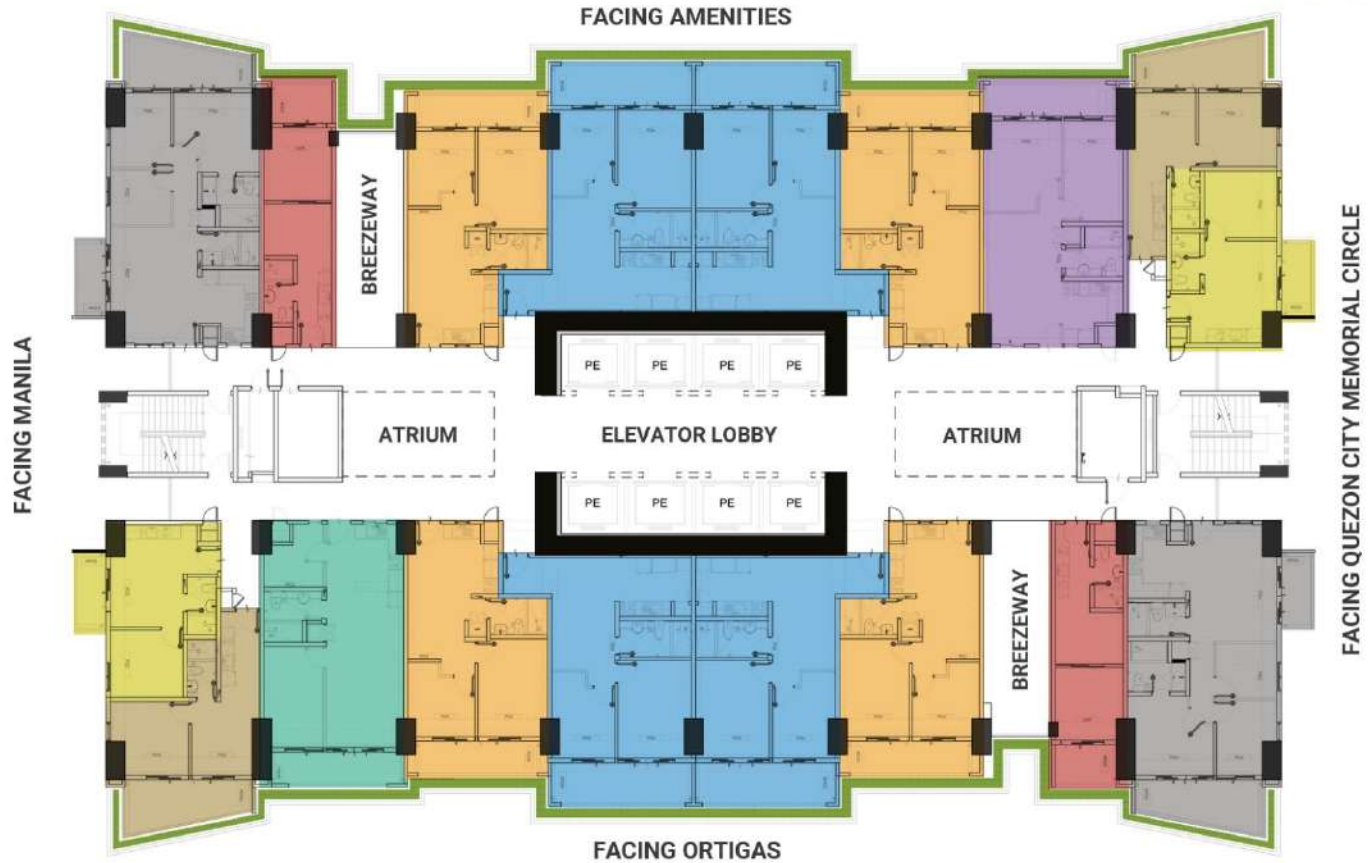 FACING AMENITIES
FACING MANILA
BREEZEWAY
PE PE PE PE
ATRIUM
ELEVATOR LOBBY
ATRIUM
PE PE PE PE
BREEZEWAY
FACING QUEZON CITY MEMORIAL CIRCLE
FACING ORTIGAS